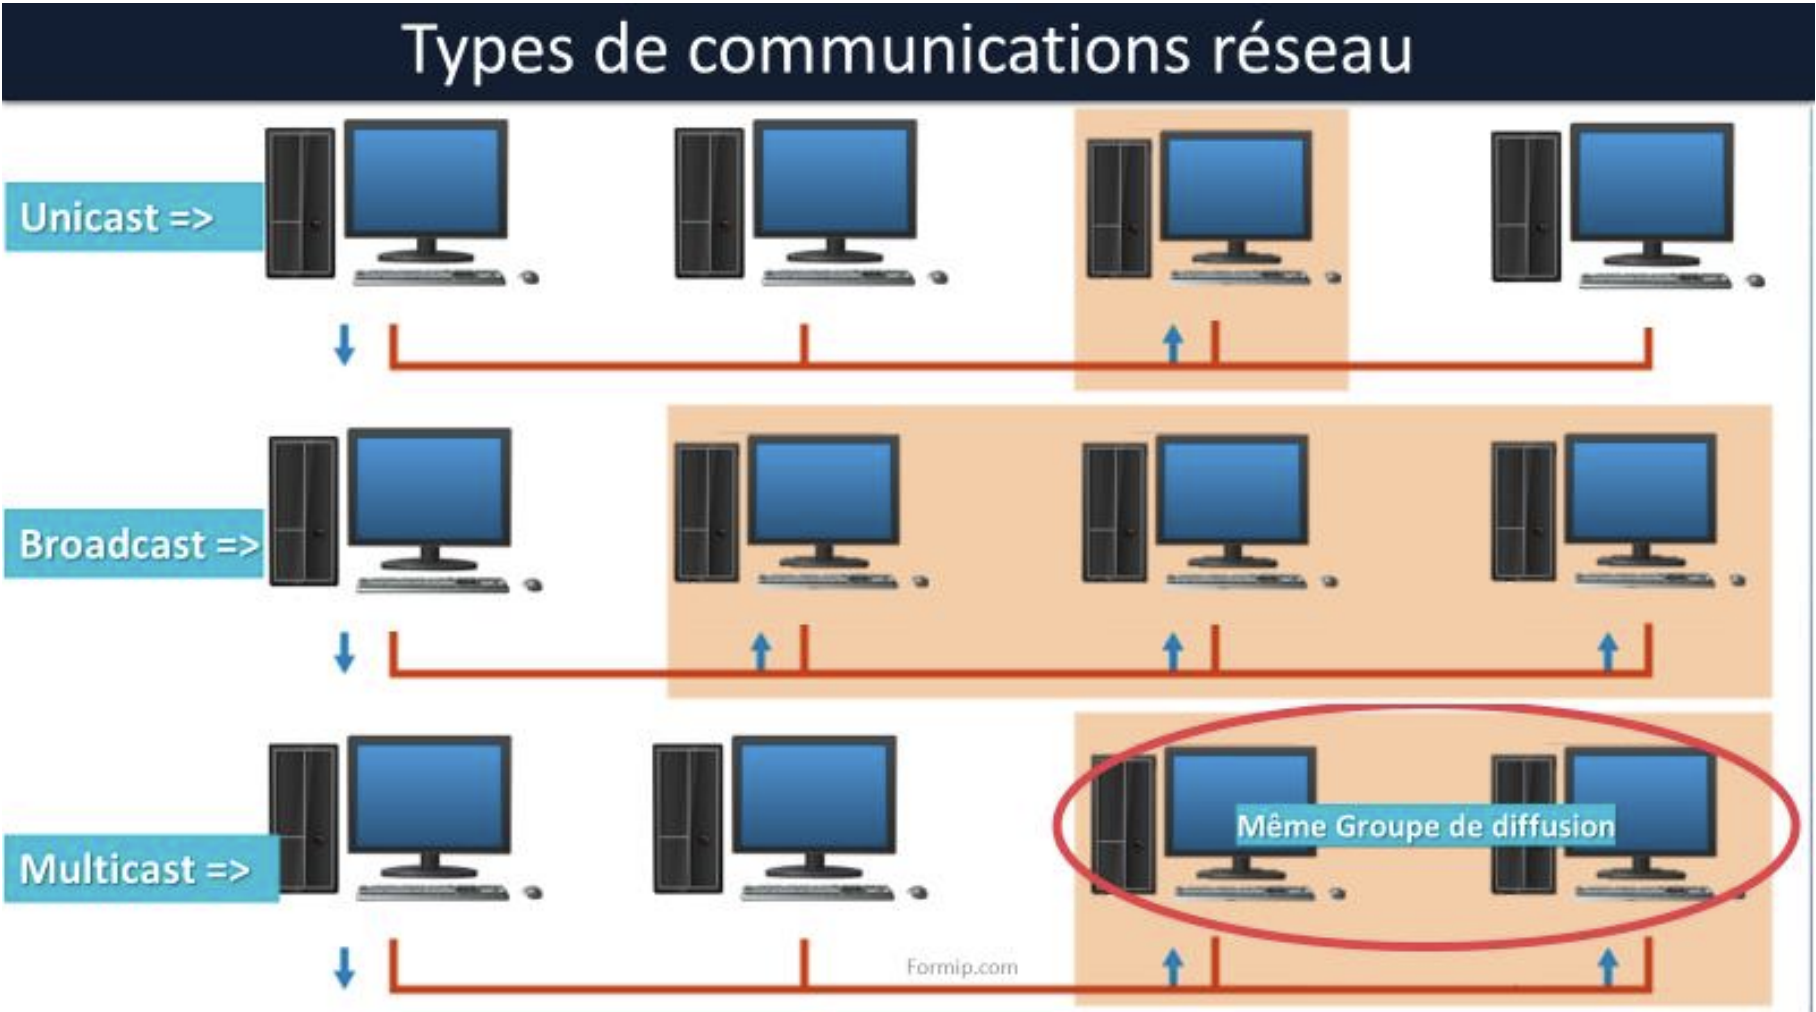 Types de communications réseau
Unicast =>
Broadcast =>
Multicast =>
Même Groupe de diffusion
Formip.com